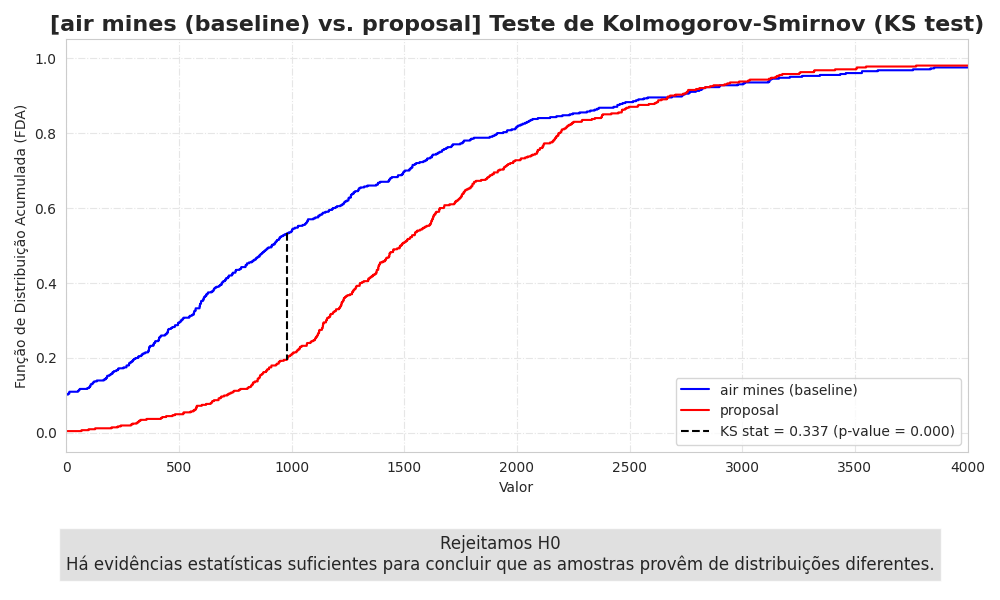 [air mines (baseline) vs. proposal] Teste de Kolmogorov-Smirnov (KS test)
Função de Distribuição Acumulada (FDA)
1.0
0.8
0.6
0.4
0.2
0.0
air mines (baseline)
proposal
KS stat = 0.337 (p-value = 0.000)
0 500 1000 1500 2000 2500 3000 3500 4000
Valor
Rejeitamos H0
Há evidências estatísticas suficientes para concluir que as amostras provêm de distribuições diferentes.